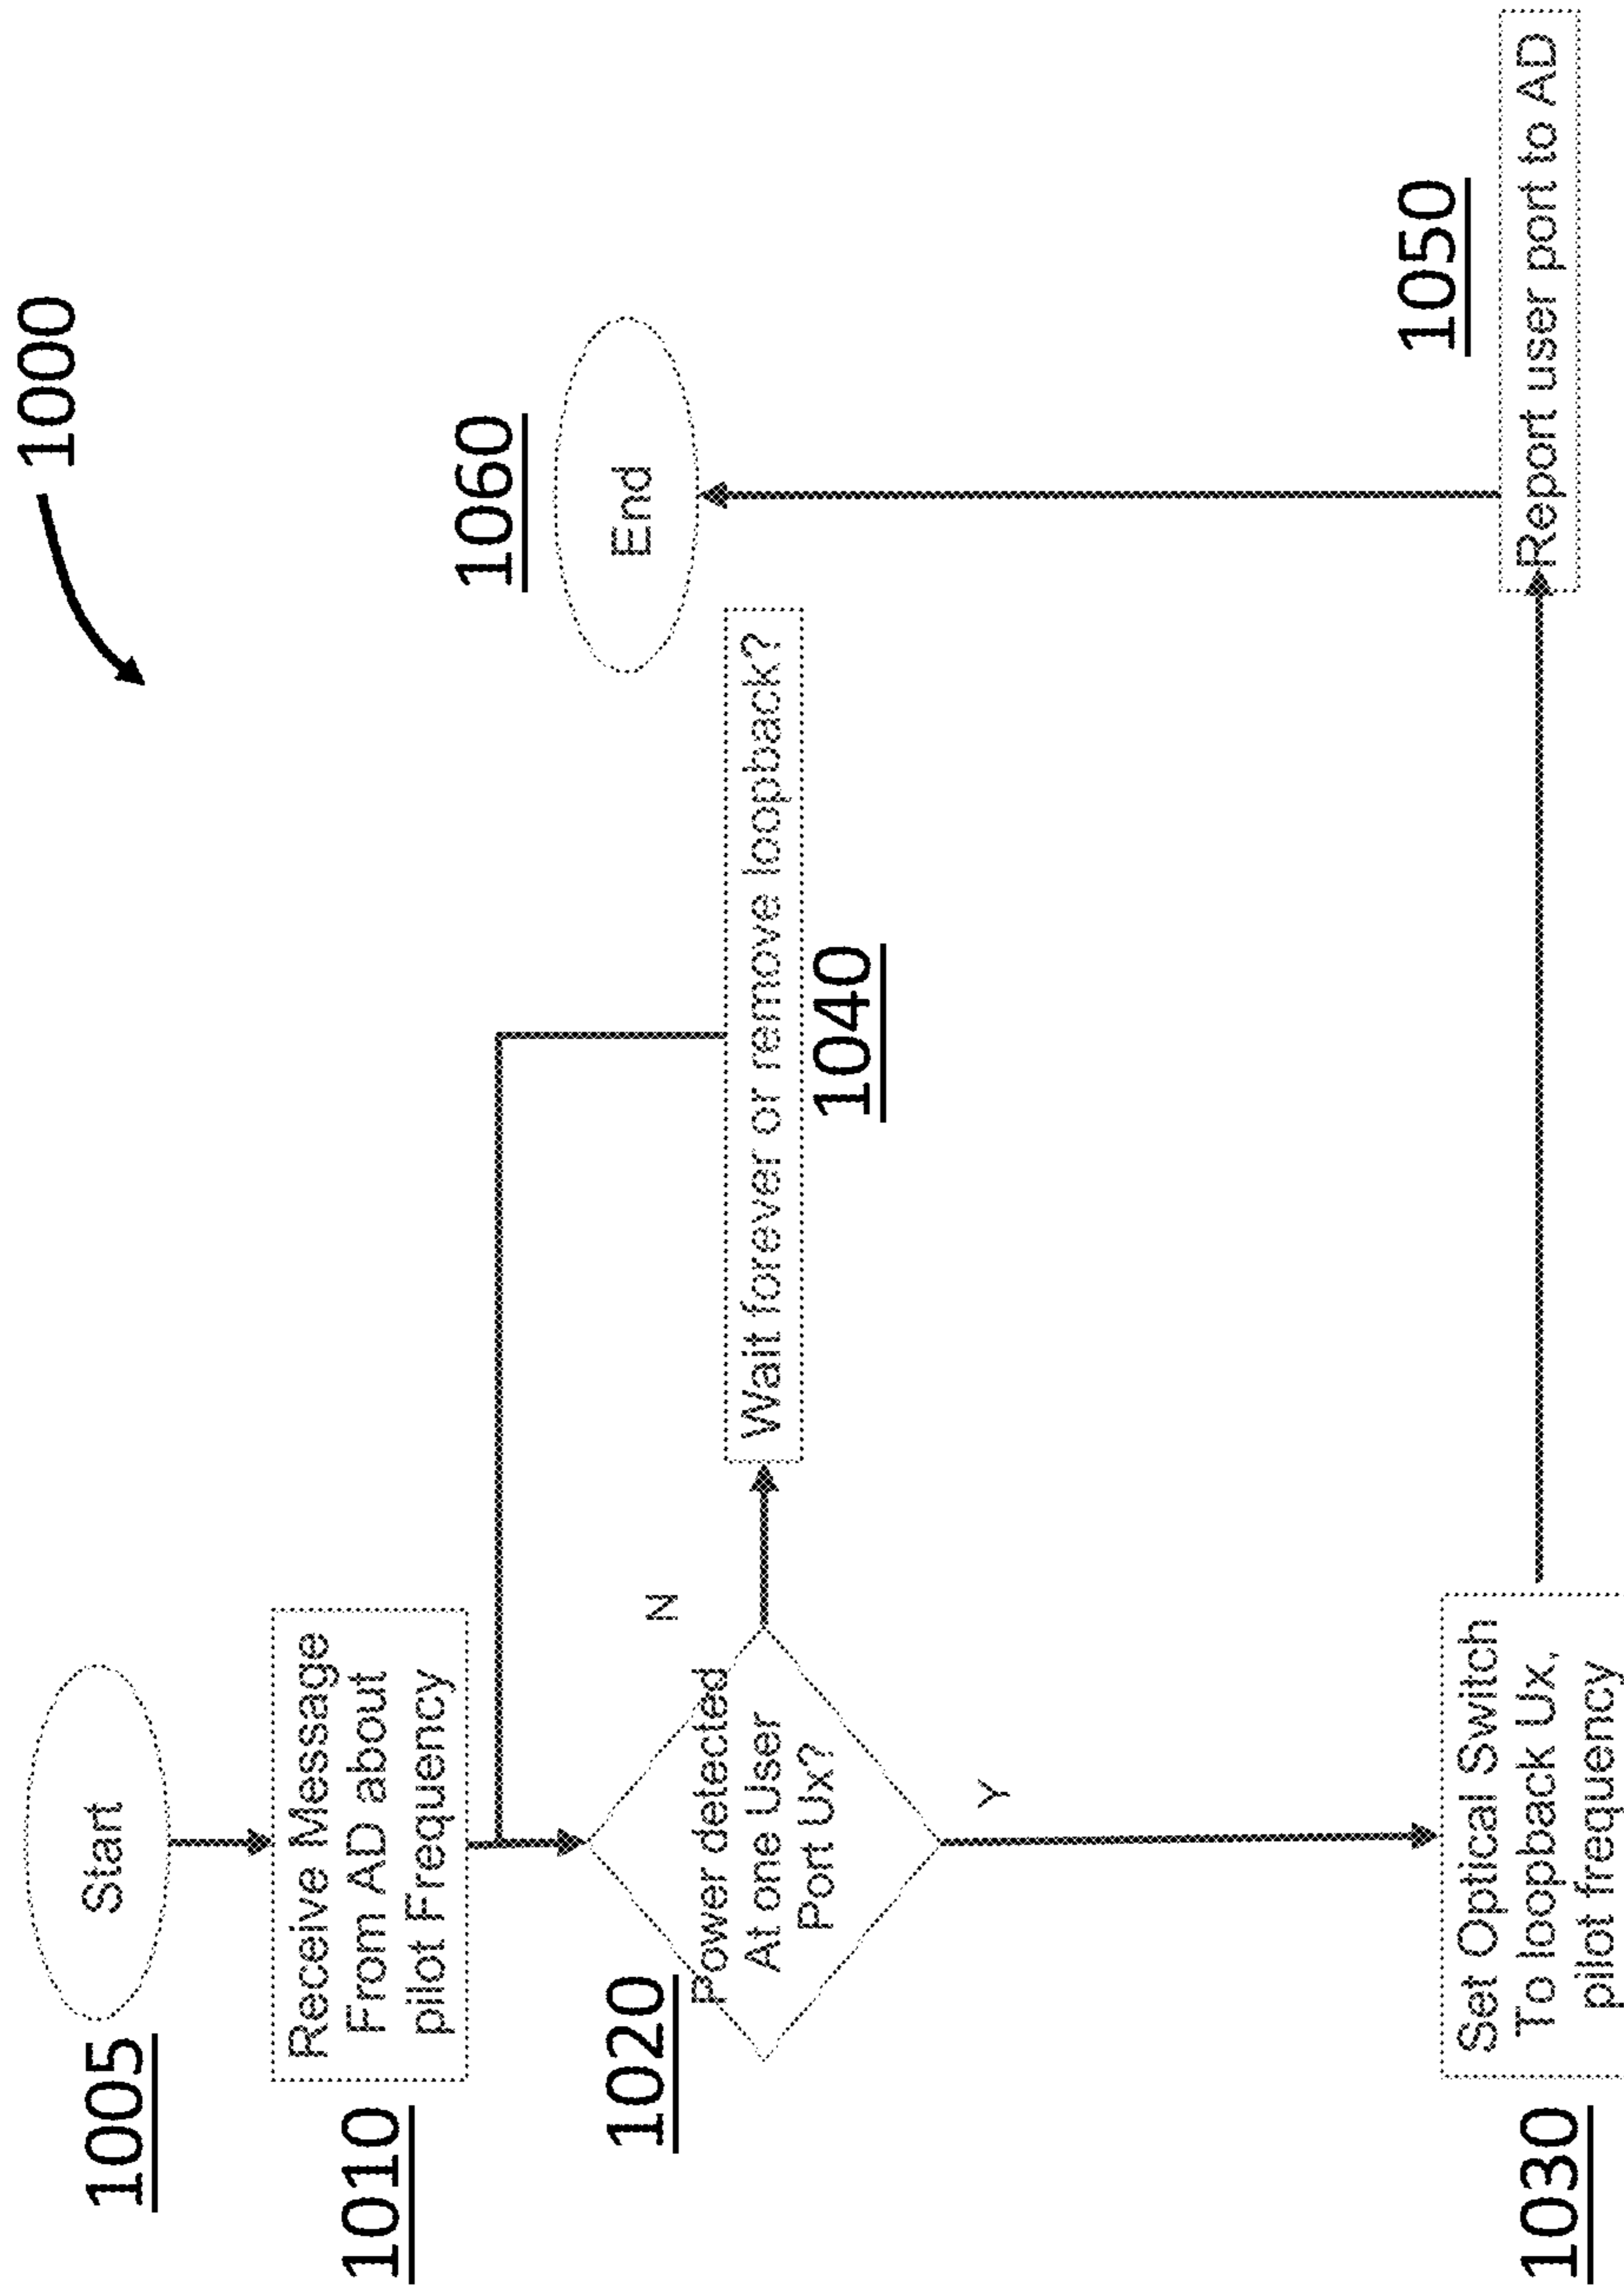 1000
1005
Start
1010
Receive Message
From AD about
pilot Frequency
1020
Power detected
At one User
Port Ux?
N
Wait forever or remove loopback?
1040
1060
End
Y
1030
Set Optical Switch
To loopback Ux,
pilot frequency
1050
Report user port to AD